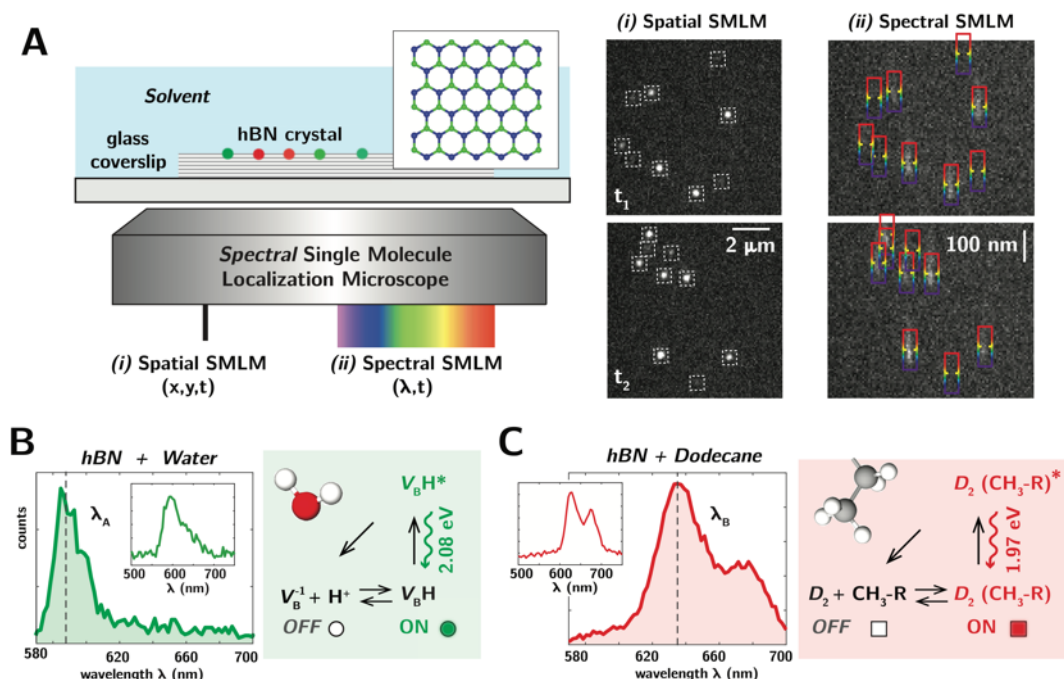 A
Solvent
glass
coverslip
hBN crystal
Spectral Single Molecule
Localization Microscope
(i) Spatial SMLM
(x,y,t)
(ii) Spectral SMLM
(λ,t)
(i) Spatial SMLM
t1
2 μm
t2
(ii) Spectral SMLM
100 nm
B
hBN + Water
counts
λA
500 600 700
λ (nm)
580 620 660 700
wavelength λ (nm)
VBH*
2.08 eV
VB-1 + H+
VBH
OFF
ON
C
hBN + Dodecane
λB
500 600 700
λ (nm)
580 620 660 700
wavelength λ (nm)
D2 (CH3-R)*
1.97 eV
D2 + CH3-R
D2 (CH3-R)
OFF
ON